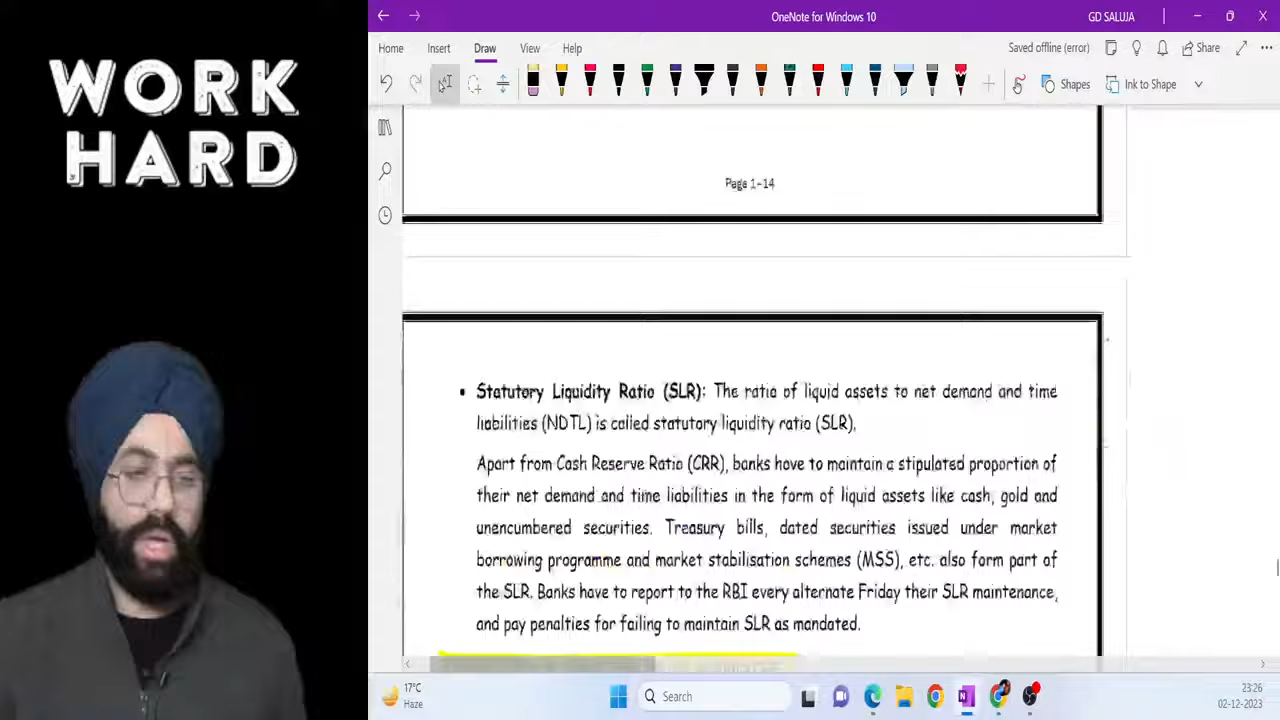 WORK
HARD
OneNote for Windows 10
GD SALUJA
Home Insert Draw View Help
Saved offline (error)
Share
Shapes
Ink to Shape
Page 1-14
• Statutory Liquidity Ratio (SLR): The ratio of liquid assets to net demand and time
liabilities (NDTL) is called statutory liquidity ratio (SLR).
Apart from Cash Reserve Ratio (CRR), banks have to maintain a stipulated proportion of
their net demand and time liabilities in the form of liquid assets like cash, gold and
unencumbered securities. Treasury bills, dated securities issued under market
borrowing programme and market stabilisation schemes (MSS), etc. also form part of
the SLR. Banks have to report to the RBI every alternate Friday their SLR maintenance,
and pay penalties for failing to maintain SLR as mandated.
17°C
Haze
Search
23:26
02-12-2023